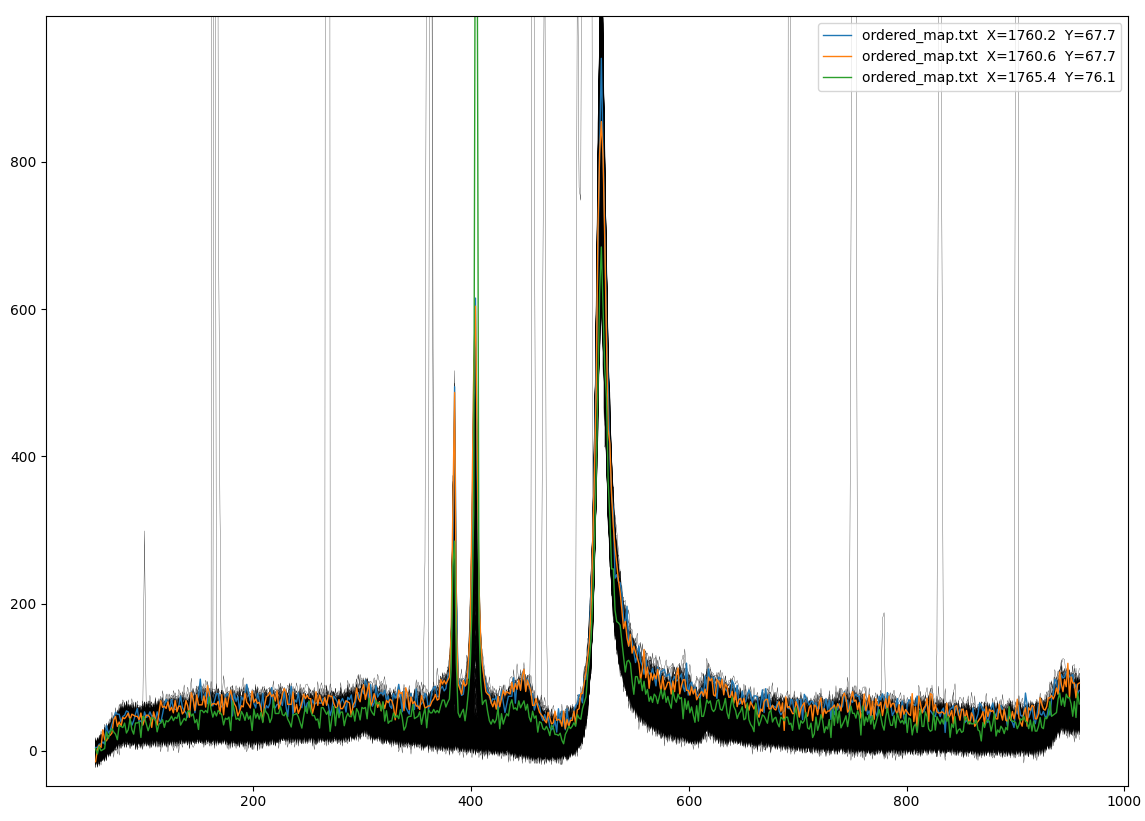 ordered_map.txt  X=1760.2  Y=67.7
ordered_map.txt  X=1760.6  Y=67.7
ordered_map.txt  X=1765.4  Y=76.1
800
600
400
200
0
200 400 600 800 1000